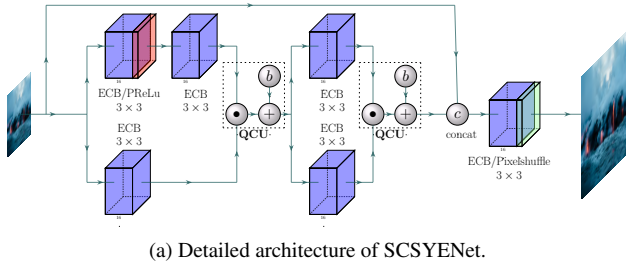 b
b
ECB/PReLu
3 × 3
ECB
3 × 3
ECB
3 × 3
c
concat
QCU
QCU
ECB
3 × 3
ECB
3 × 3
ECB/Pixelshuffle
3 × 3
(a) Detailed architecture of SCSYENet.